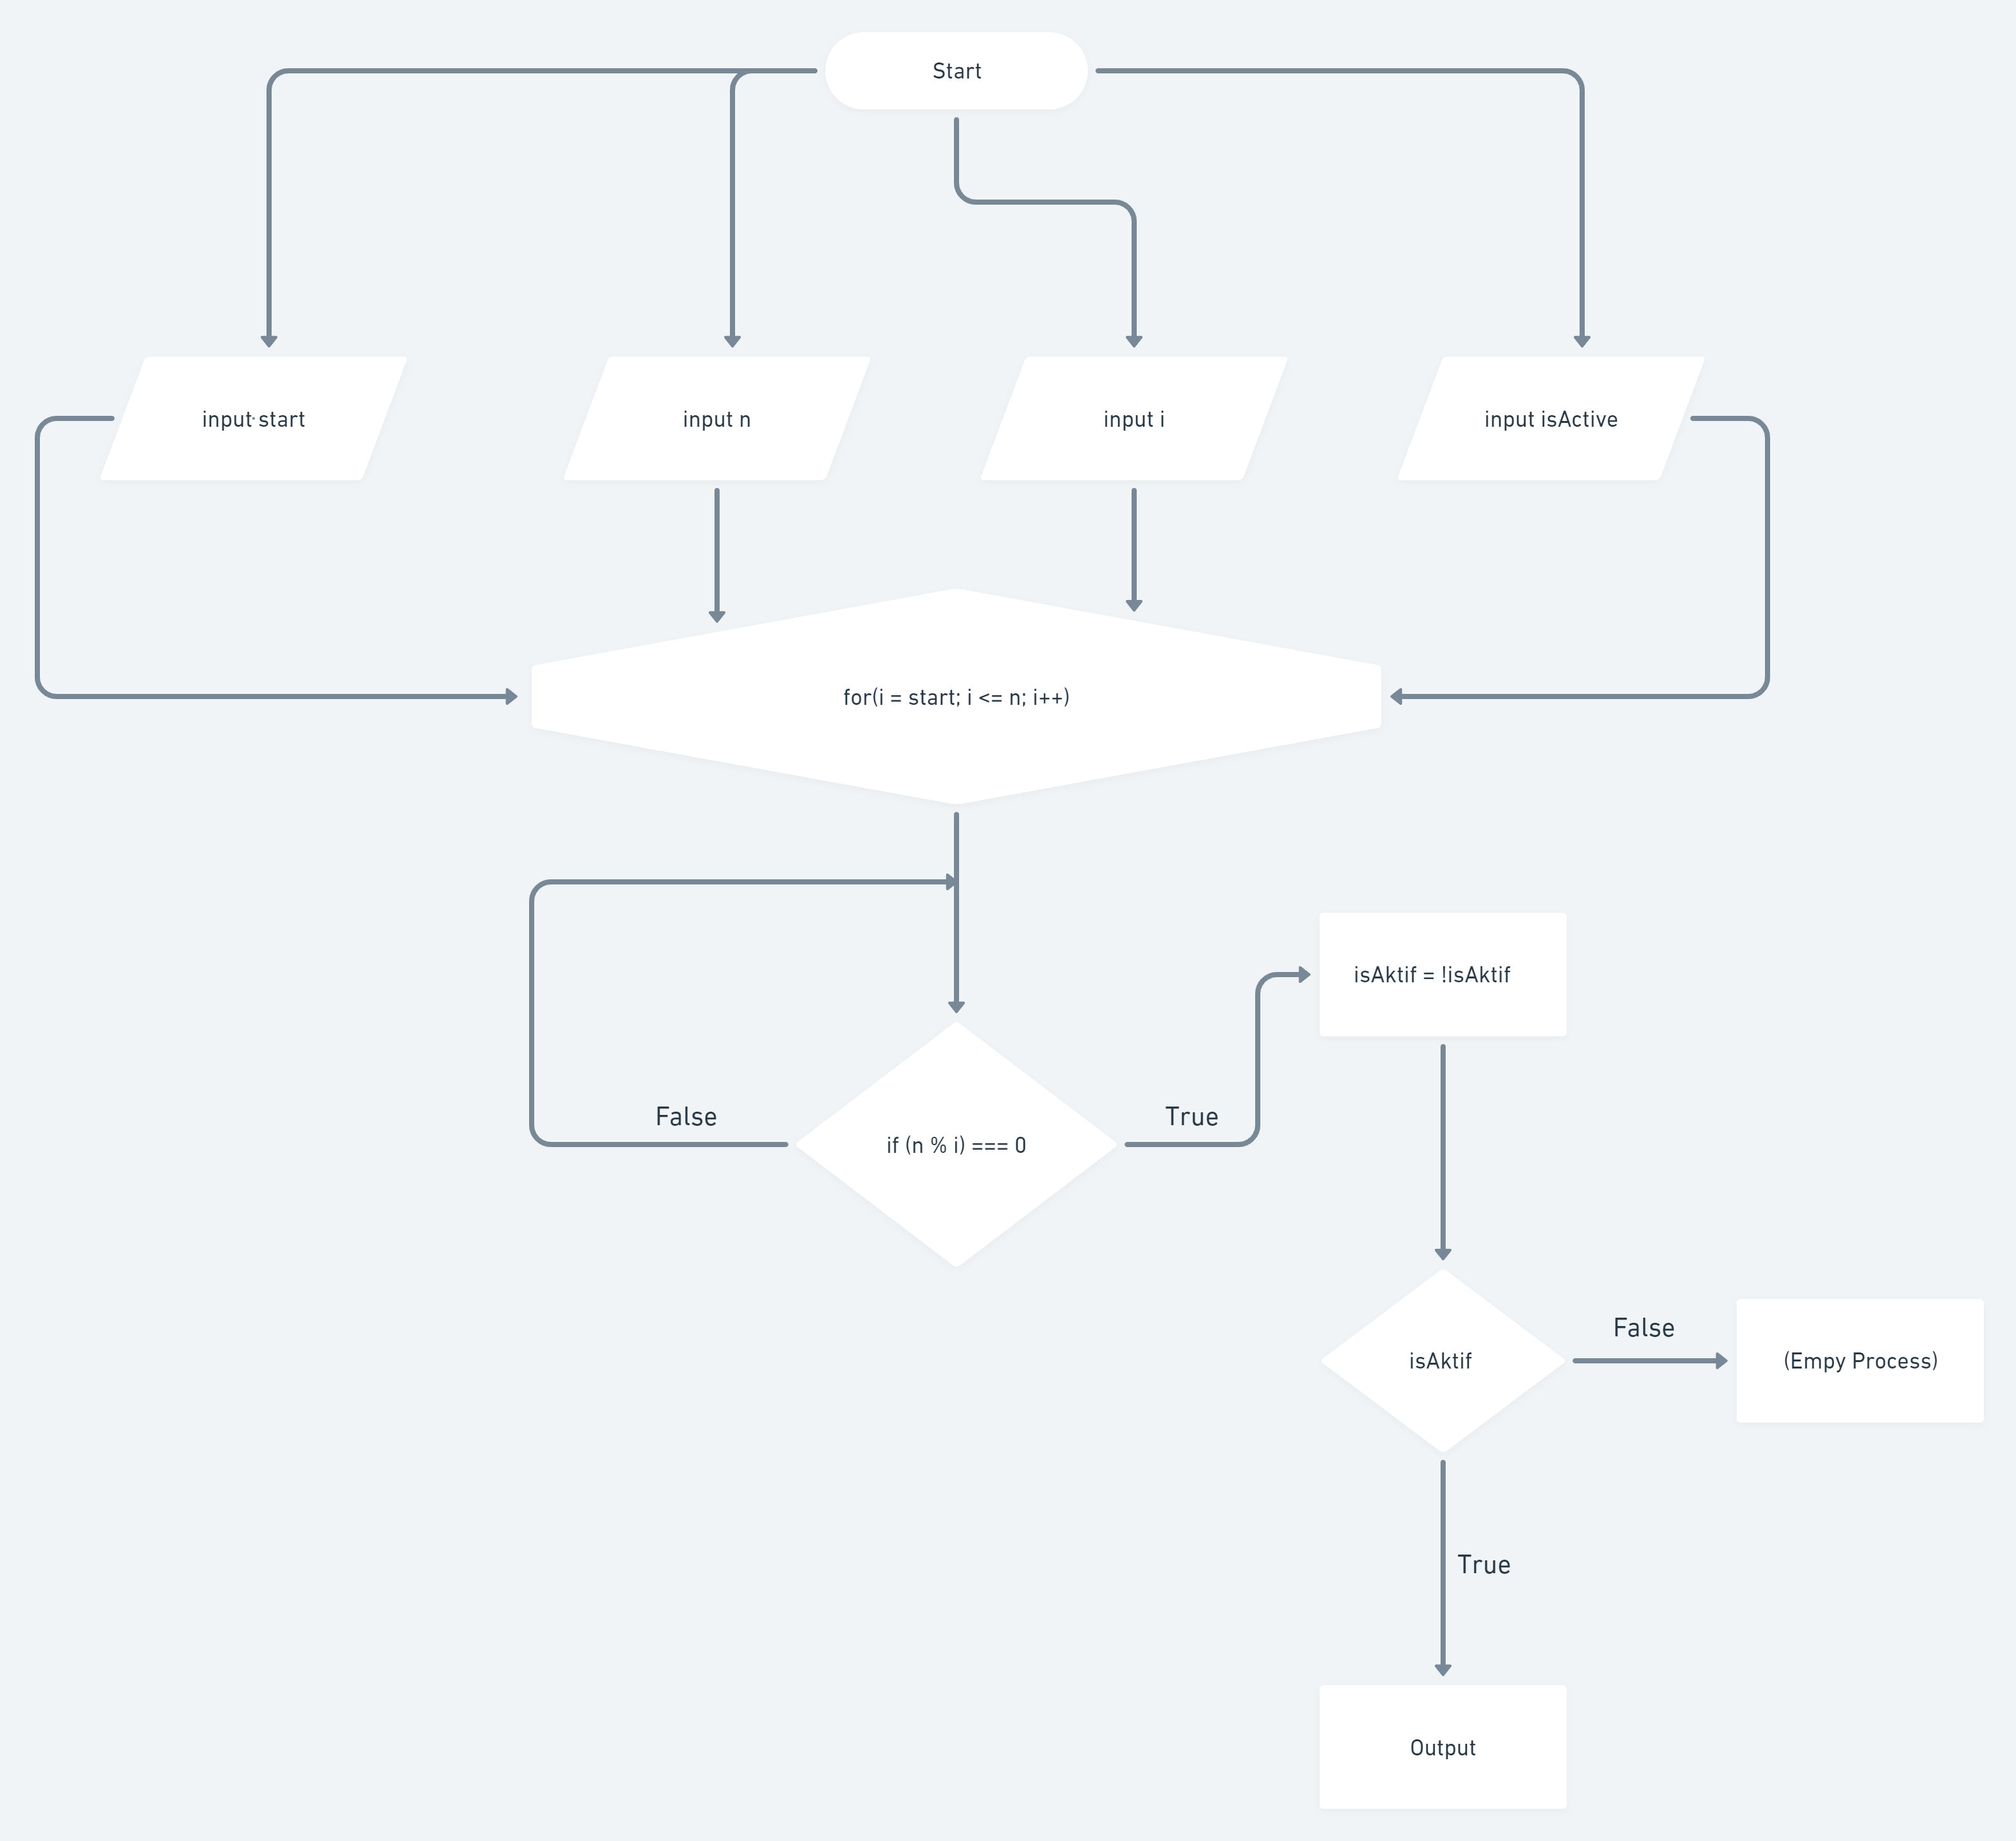 Start
input start
input n
input i
input isActive
for(i = start; i <= n; i++)
isAktif = !isAktif
False
True
if (n % i) === 0
False
isAktif
(Empy Process)
True
Output